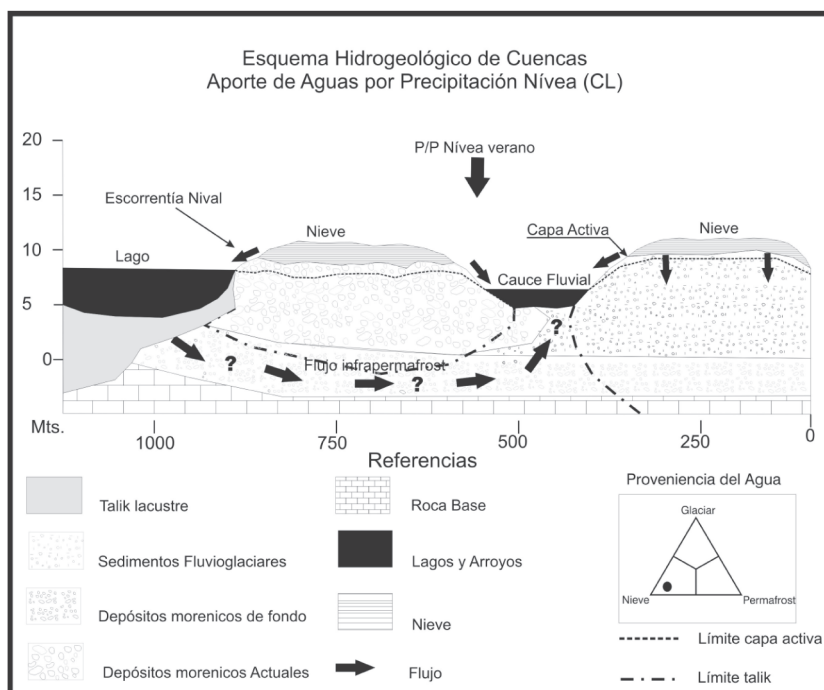 Esquema Hidrogeológico de Cuencas
Aporte de Aguas por Precipitación Nívea (CL)
20
15
10
5
0
Mts.
P/P Nívea verano
Escorrentía Nival
Nieve
Capa Activa
Nieve
Lago
Cauce Fluvial
?
?
Flujo infrapermafrost
?
1000
750
500
250
0
Referencias
Talik lacustre
Sedimentos Fluvioglaciares
Depósitos morenicos de fondo
Depósitos morenicos Actuales
Roca Base
Lagos y Arroyos
Nieve
Flujo
Proveniencia del Agua
Glaciar
Nieve
Permafrost
Límite capa activa
Límite talik